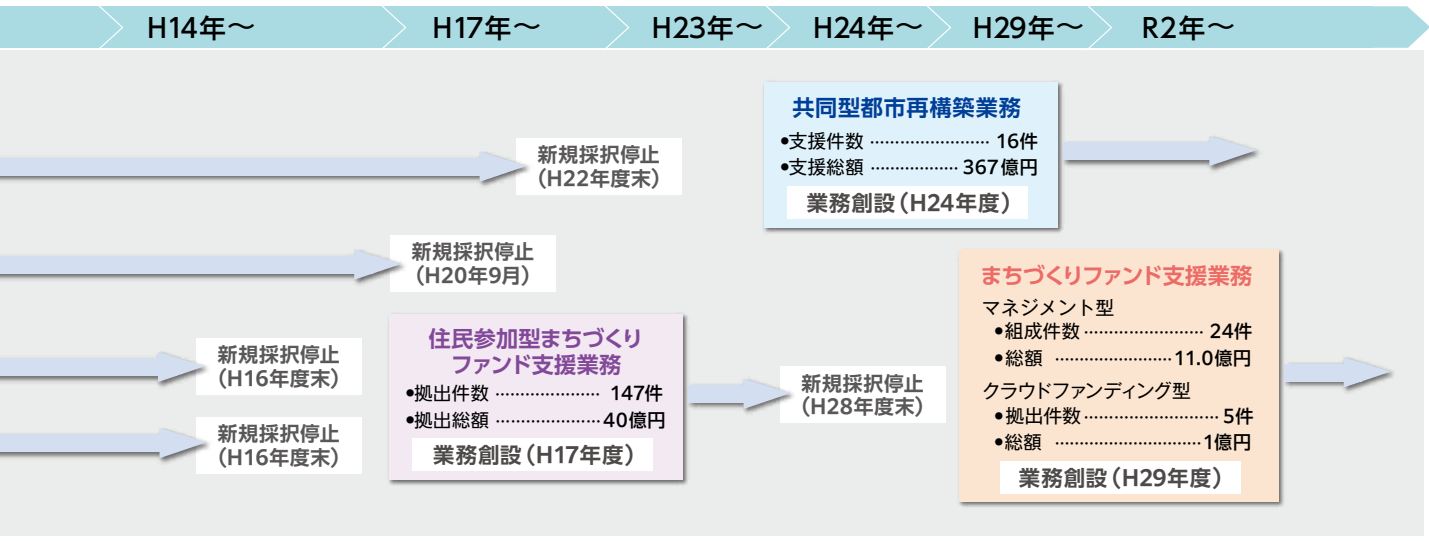 H14年〜
H17年〜
H23年〜
H24年〜
H29年〜
R2年〜
共同型都市再構築業務
•支援件数 …………………… 16件
•支援総額 ……………… 367億円
業務創設（H24年度）
新規採択停止
（H22年度末）
新規採択停止
（H20年9月）
まちづくりファンド支援業務
マネジメント型
•組成件数 …………………… 24件
•総額 …………………… 11.0億円
クラウドファンディング型
•拠出件数 ……………………… 5件
•総額 ………………………… 1億円
業務創設（H29年度）
住民参加型まちづくり
ファンド支援業務
•拠出件数 ………………… 147件
•拠出総額 ………………… 40億円
業務創設（H17年度）
新規採択停止
（H16年度末）
新規採択停止
（H28年度末）
新規採択停止
（H16年度末）